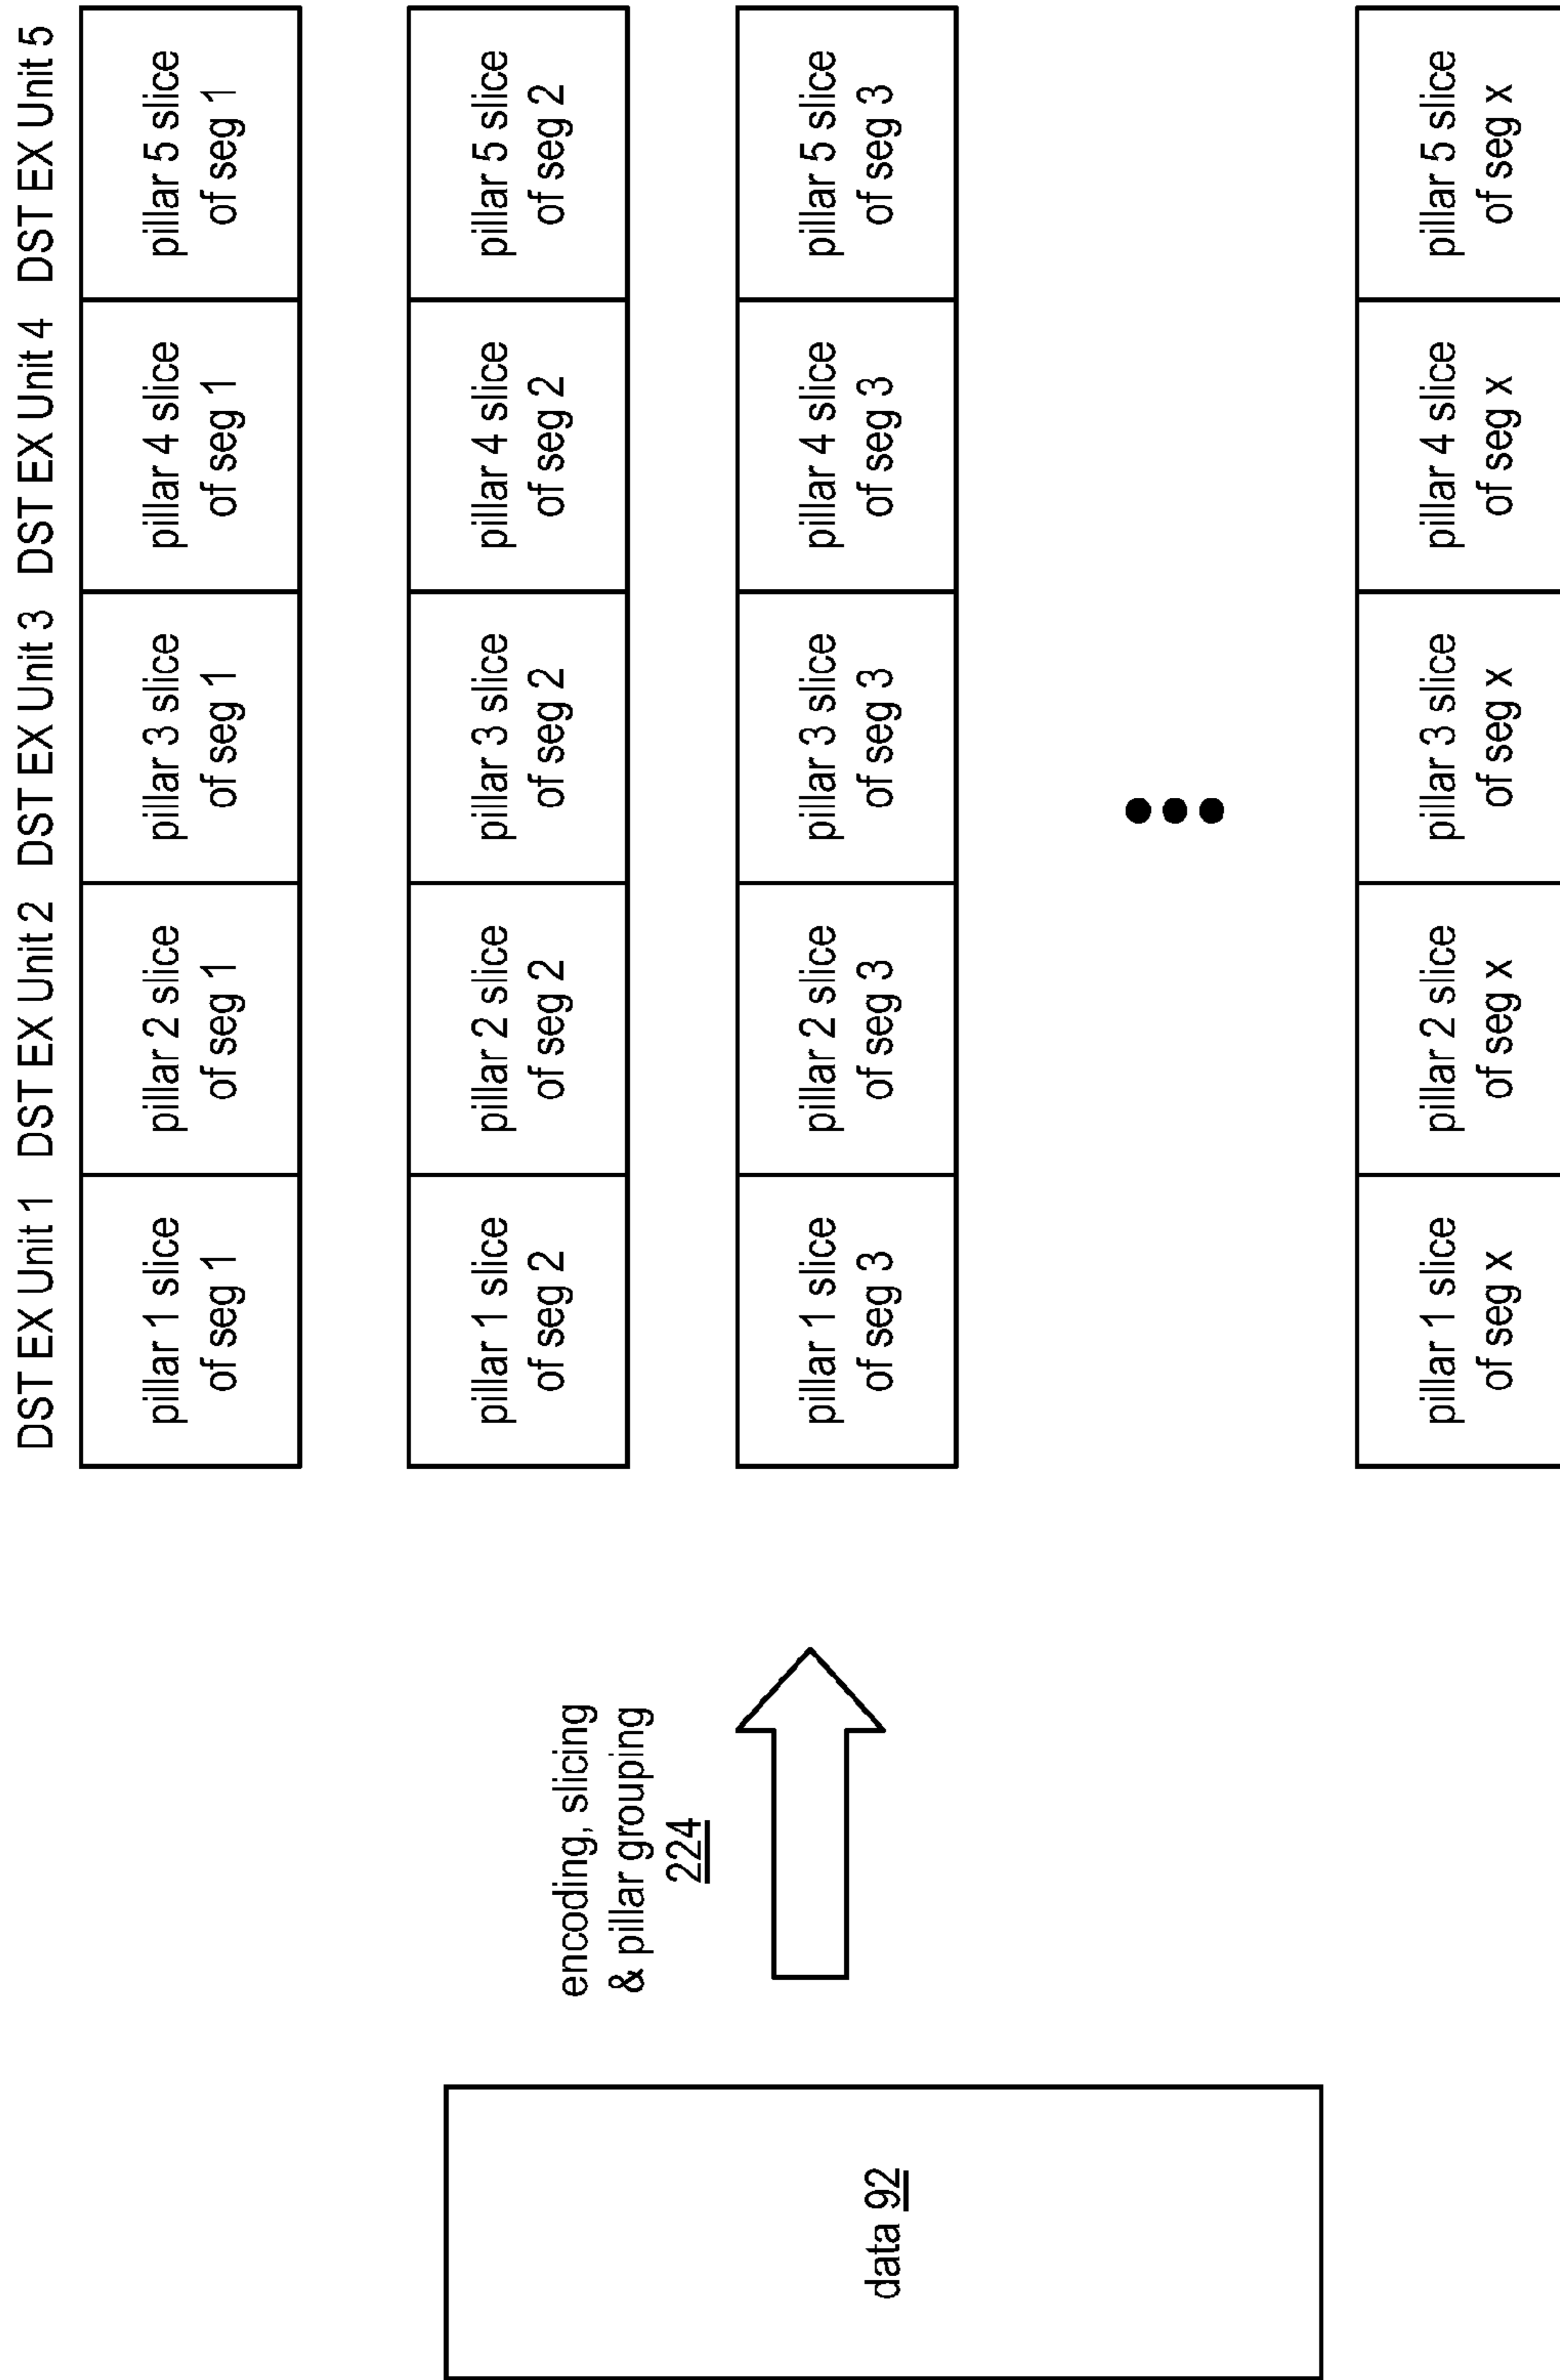 DST EX Unit 1 DST EX Unit 2 DST EX Unit 3 DST EX Unit 4 DST EX Unit 5
pillar 1 slice
of seg 1
pillar 2 slice
of seg 1
pillar 3 slice
of seg 1
pillar 4 slice
of seg 1
pillar 5 slice
of seg 1
pillar 1 slice
of seg 2
pillar 2 slice
of seg 2
pillar 3 slice
of seg 2
pillar 4 slice
of seg 2
pillar 5 slice
of seg 2
encoding, slicing
& pillar grouping
224
data 92
pillar 1 slice
of seg 3
pillar 2 slice
of seg 3
pillar 3 slice
of seg 3
pillar 4 slice
of seg 3
pillar 5 slice
of seg 3
pillar 1 slice
of seg x
pillar 2 slice
of seg x
pillar 3 slice
of seg x
pillar 4 slice
of seg x
pillar 5 slice
of seg x